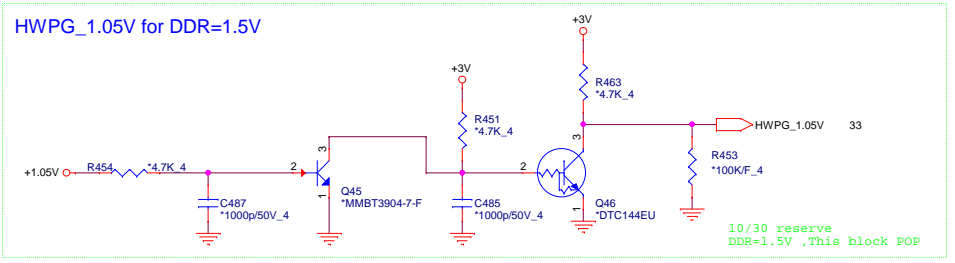 HWPG_1.05V for DDR=1.5V
+3V
R463
*4.7K_4
+3V
R451
*4.7K_4
HWPG_1.05V 33
3
3
+1.05V
R454
*4.7K_4
2
2
R453
*100K/F_4
C487
*1000p/50V_4
1
Q45
*MMBT3904-7-F
C485
*1000p/50V_4
1
Q46
*DTC144EU
10/30 reserve
DDR=1.5V ,This block POP